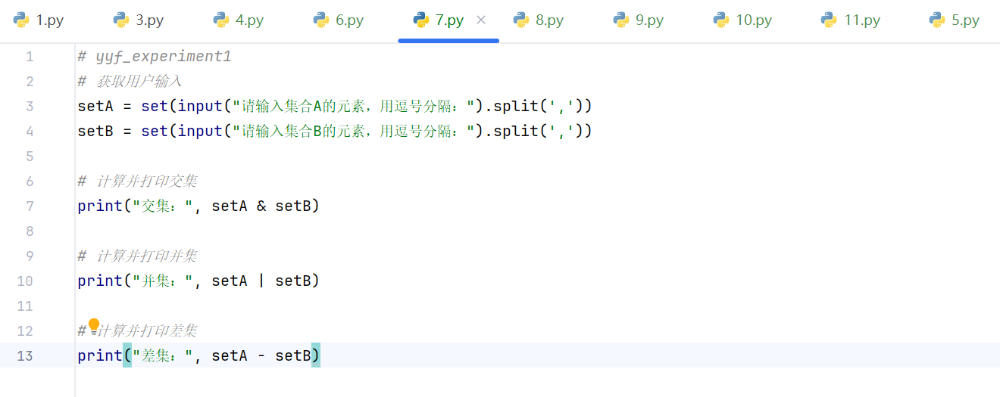 1.py 3.py 4.py 6.py 7.py 8.py 9.py 10.py 11.py 5.py
1 # yyf_experiment1
2 # 获取用户输入
3 setA = set(input("请输入集合A的元素，用逗号分隔：").split(','))
4 setB = set(input("请输入集合B的元素，用逗号分隔：").split(','))
5
6 # 计算并打印交集
7 print("交集：", setA & setB)
8
9 # 计算并打印并集
10 print("并集：", setA | setB)
11
12 # 计算并打印差集
13 print("差集：", setA - setB)